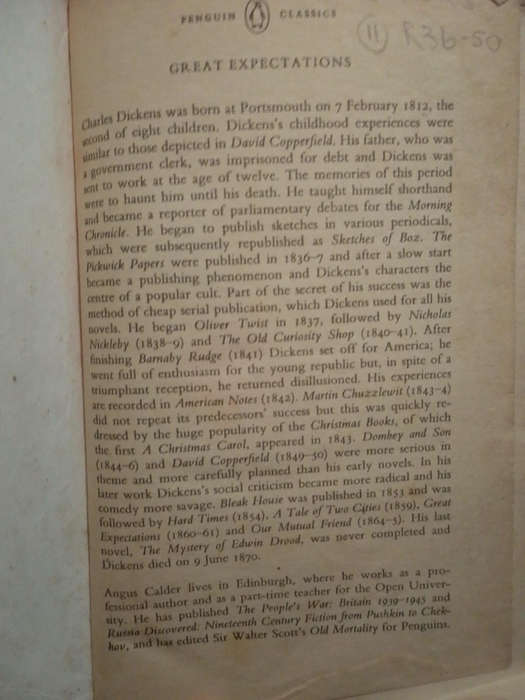 PENGUIN CLASSICS
11 R36-50
GREAT EXPECTATIONS
Charles Dickens was born at Portsmouth on 7 February 1812, the
second of eight children. Dickens's childhood experiences were
similar to those depicted in David Copperfield. His father, who was
a government clerk, was imprisoned for debt and Dickens was
sent to work at the age of twelve. The memories of this period
were to haunt him until his death. He taught himself shorthand
and became a reporter of parliamentary debates for the Morning
Chronicle. He began to publish sketches in various periodicals,
which were subsequently republished as Sketches of Boz. The
Pickwick Papers were published in 1836-7 and after a slow start
became a publishing phenomenon and Dickens's characters the
centre of a popular cult. Part of the secret of his success was the
method of cheap serial publication, which Dickens used for all his
novels. He began Oliver Twist in 1837, followed by Nicholas
Nickleby (1838-9) and The Old Curiosity Shop (1840-41). After
finishing Barnaby Rudge (1841) Dickens set off for America; he
went full of enthusiasm for the young republic but, in spite of a
triumphant reception, he returned disillusioned. His experiences
are recorded in American Notes (1842). Martin Chuzzlewit (1843-4)
did not repeat its predecessors' success but this was quickly re-
dressed by the huge popularity of the Christmas Books, of which
the first A Christmas Carol, appeared in 1843. Dombey and Son
(1844-6) and David Copperfield (1849-50) were more serious in
theme and more carefully planned than his early novels. In his
later work Dickens's social criticism became more radical and his
comedy more savage. Bleak House was published in 1853 and was
followed by Hard Times (1854), A Tale of Two Cities (1859), Great
Expectations (1860-61) and Our Mutual Friend (1864-5). His last
novel, The Mystery of Edwin Drood, was never completed and
Dickens died on 9 June 1870.
Angus Calder lives in Edinburgh, where he works as a pro-
fessional author and as a part-time teacher for the Open Univer-
sity. He has published The People's War: Britain 1939-1945 and
Russia Discovered: Nineteenth Century Fiction from Pushkin to Chek-
hov, and has edited Sir Walter Scott's Old Mortality for Penguins.